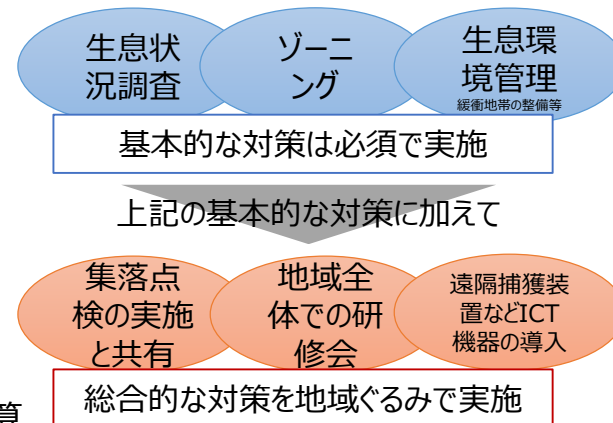 生息状
況調査
ゾーニ
ング
生息環
境管理
緩衝地帯の整備等
基本的な対策は必須で実施
上記の基本的な対策に加えて
集落点
検の実施
と共有
地域全
体での研
修会
遠隔捕獲装
置などICT
機器の導入
総合的な対策を地域ぐるみで実施
算